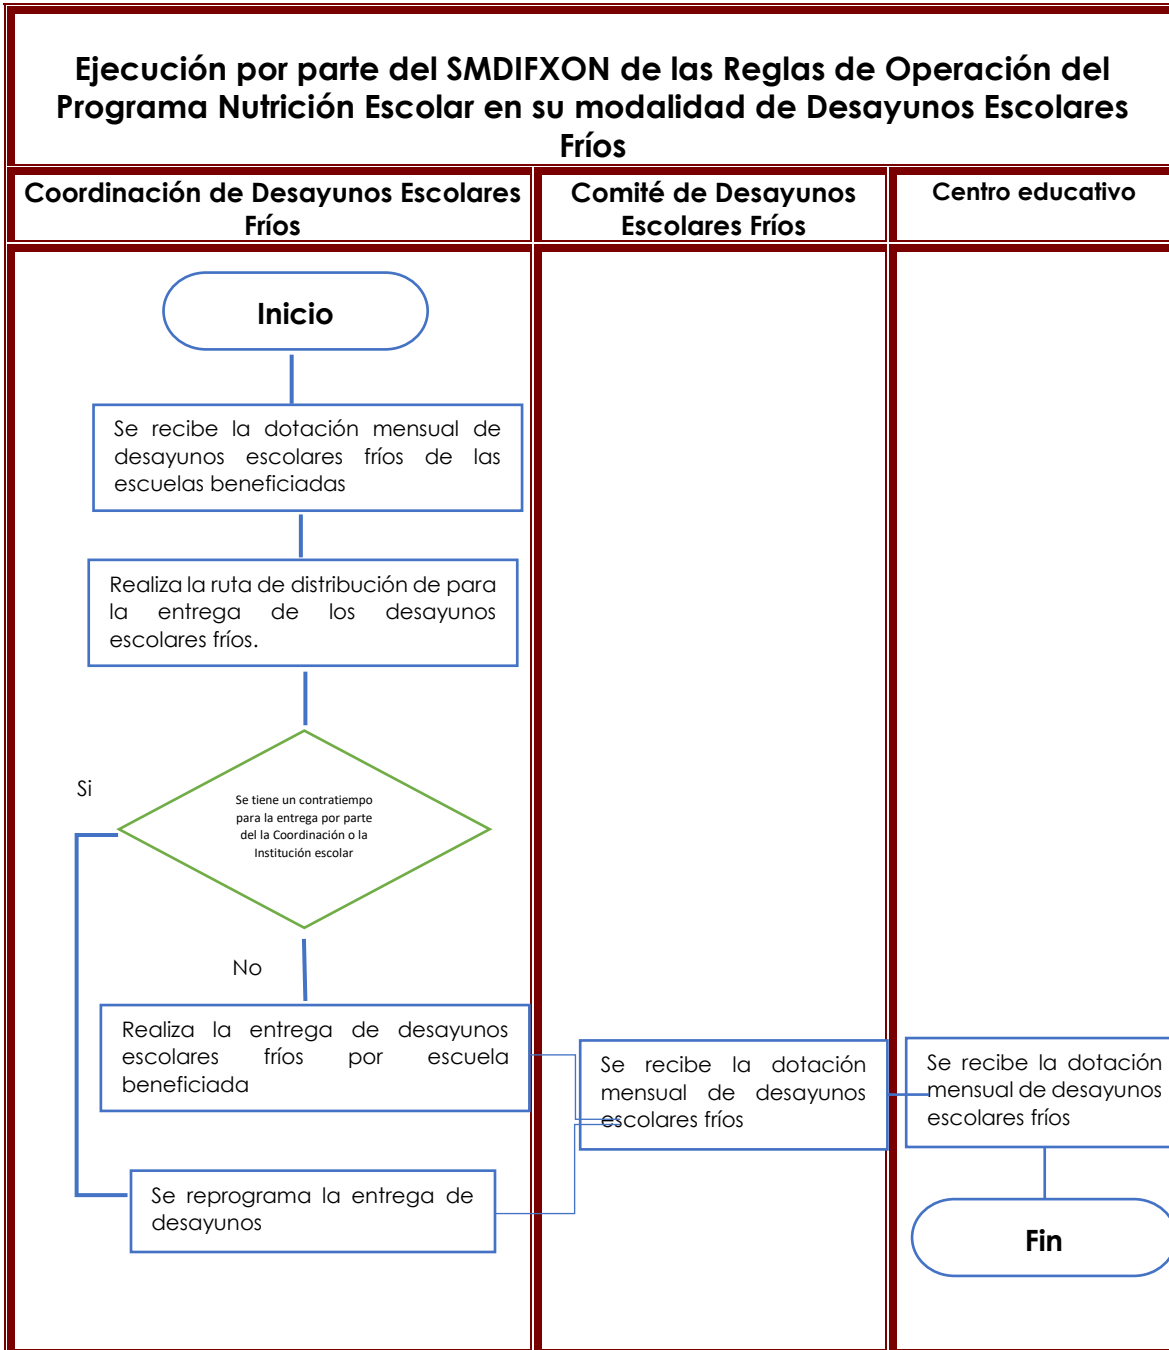 Ejecución por parte del SMDIFXON de las Reglas de Operación del
Programa Nutrición Escolar en su modalidad de Desayunos Escolares
Fríos
Coordinación de Desayunos Escolares
Fríos
Comité de Desayunos
Escolares Fríos
Centro educativo
Inicio
Se recibe la dotación mensual de
desayunos escolares fríos de las
escuelas beneficiadas
Realiza la ruta de distribución de para
la entrega de los desayunos
escolares fríos.
Si
Se tiene un contratiempo
para la entrega por parte
del la Coordinación o la
Institución escolar
No
Realiza la entrega de desayunos
escolares fríos por escuela
beneficiada
Se recibe la dotación
mensual de desayunos
escolares fríos
Se recibe la dotación
mensual de desayunos
escolares fríos
Se reprograma la entrega de
desayunos
Fin